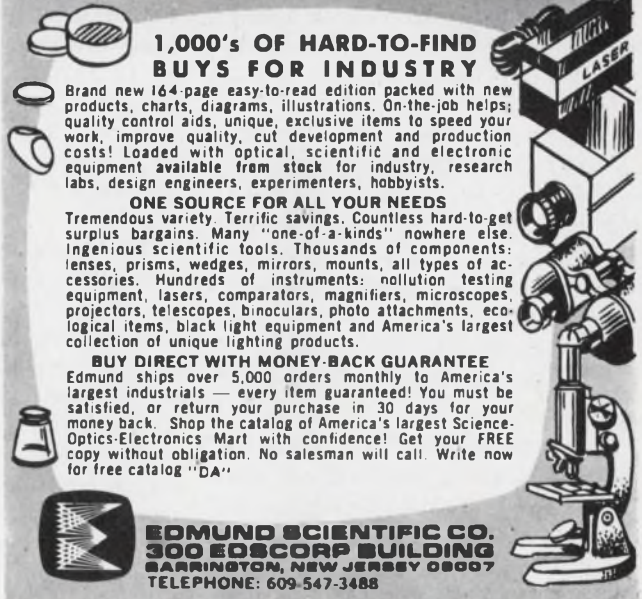 1,000's OF HARD-TO-FIND
BUYS FOR INDUSTRY
LASER
Brand new 164-page easy-to-read edition packed with new
products, charts, diagrams, illustrations. On-the-job helps;
quality control aids, unique, exclusive items to speed your
work, improve quality, cut development and production
costs! Loaded with optical, scientific and electronic
equipment available from stock for industry, research
labs, design engineers, experimenters, hobbyists.
ONE SOURCE FOR ALL YOUR NEEDS
Tremendous variety. Terrific savings. Countless hard-to-get
surplus bargains. Many "one-of-a-kinds" nowhere else.
Ingenious scientific tools. Thousands of components:
lenses, prisms, wedges, mirrors, mounts, all types of ac-
cessories. Hundreds of instruments: nollution testing
equipment, lasers, comparators, magnifiers, microscopes,
projectors, telescopes, binoculars, photo attachments, eco-
logical items, black light equipment and America's largest
collection of unique lighting products.
BUY DIRECT WITH MONEY-BACK GUARANTEE
Edmund ships over 5,000 orders monthly to America's
largest industrials — every item guaranteed! You must be
satisfied, or return your purchase in 30 days for your
money back. Shop the catalog of America's largest Science-
Optics-Electronics Mart with confidence! Get your FREE
copy without obligation. No salesman will call. Write now
for free catalog "DA"
EDMUND SCIENTIFIC CO.
300 EDSCORP BUILDING
BARRINGTON, NEW JERSEY 08007
TELEPHONE: 609-547-3488